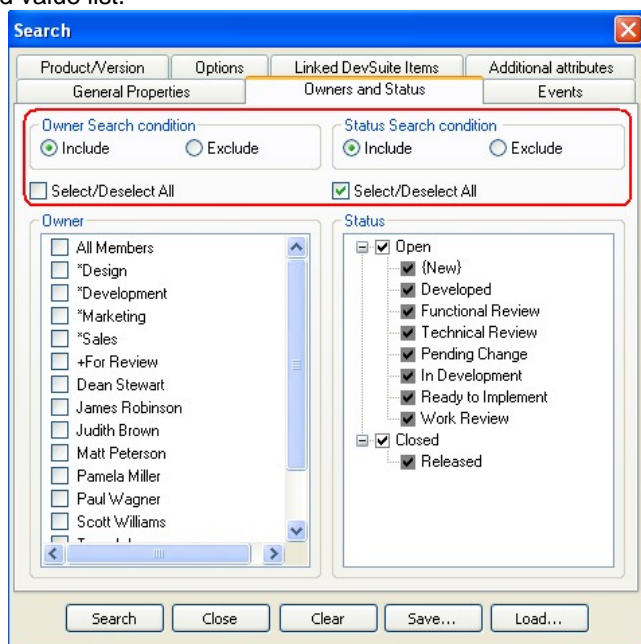 d value list.
Search
Product/Version Options Linked DevSuite Items Additional attributes
General Properties Owners and Status Events
Owner Search condition Status Search condition
Include Exclude Include Exclude
Select/Deselect All Select/Deselect All
Owner Status
All Members
*Design
*Development
*Marketing
*Sales
+For Review
Dean Stewart
James Robinson
Judith Brown
Matt Peterson
Pamela Miller
Paul Wagner
Scott Williams
Open
{New}
Developed
Functional Review
Technical Review
Pending Change
In Development
Ready to Implement
Work Review
Closed
Released
Search Close Clear Save... Load...